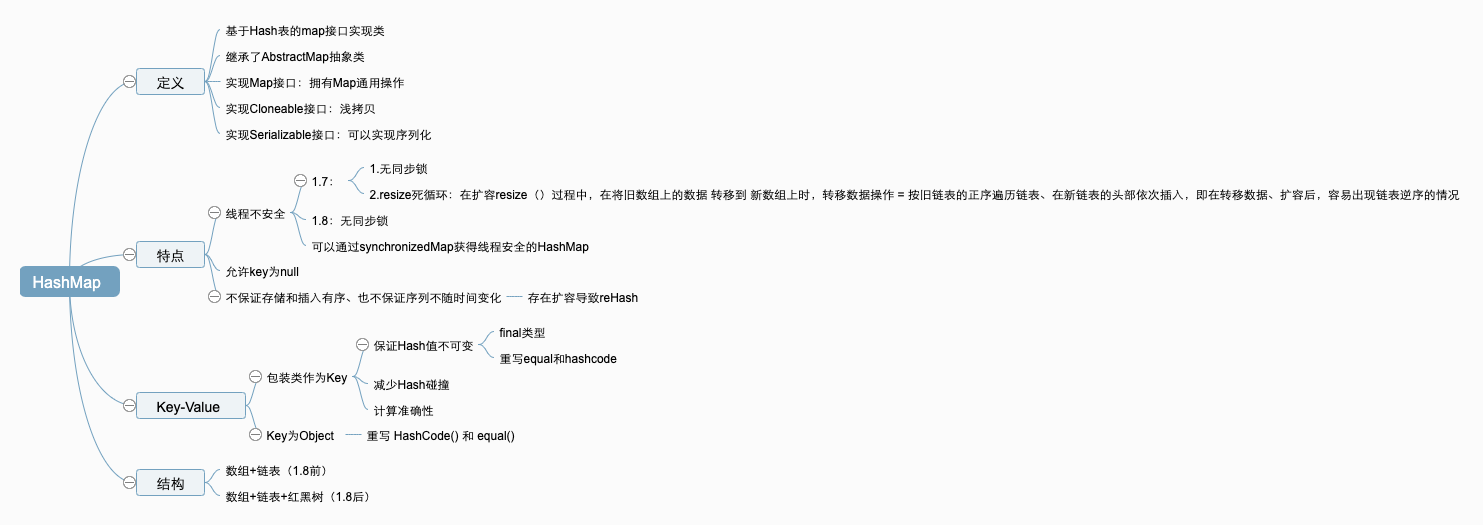 HashMap
定义
基于Hash表的map接口实现类
继承了AbstractMap抽象类
实现Map接口：拥有Map通用操作
实现Cloneable接口：浅拷贝
实现Serializable接口：可以实现序列化
特点
线程不安全
1.7：
1.无同步锁
2.resize死循环：在扩容resize（）过程中，在将旧数组上的数据 转移到 新数组上时，转移数据操作 = 按旧链表的正序遍历链表、在新链表的头部依次插入，即在转移数据、扩容后，容易出现链表逆序的情况
1.8：无同步锁
可以通过synchronizedMap获得线程安全的HashMap
允许key为null
不保证存储和插入有序、也不保证序列不随时间变化
存在扩容导致reHash
Key-Value
包装类作为Key
保证Hash值不可变
final类型
重写equal和hashcode
减少Hash碰撞
计算准确性
Key为Object
重写 HashCode() 和 equal()
结构
数组+链表（1.8前）
数组+链表+红黑树（1.8后）